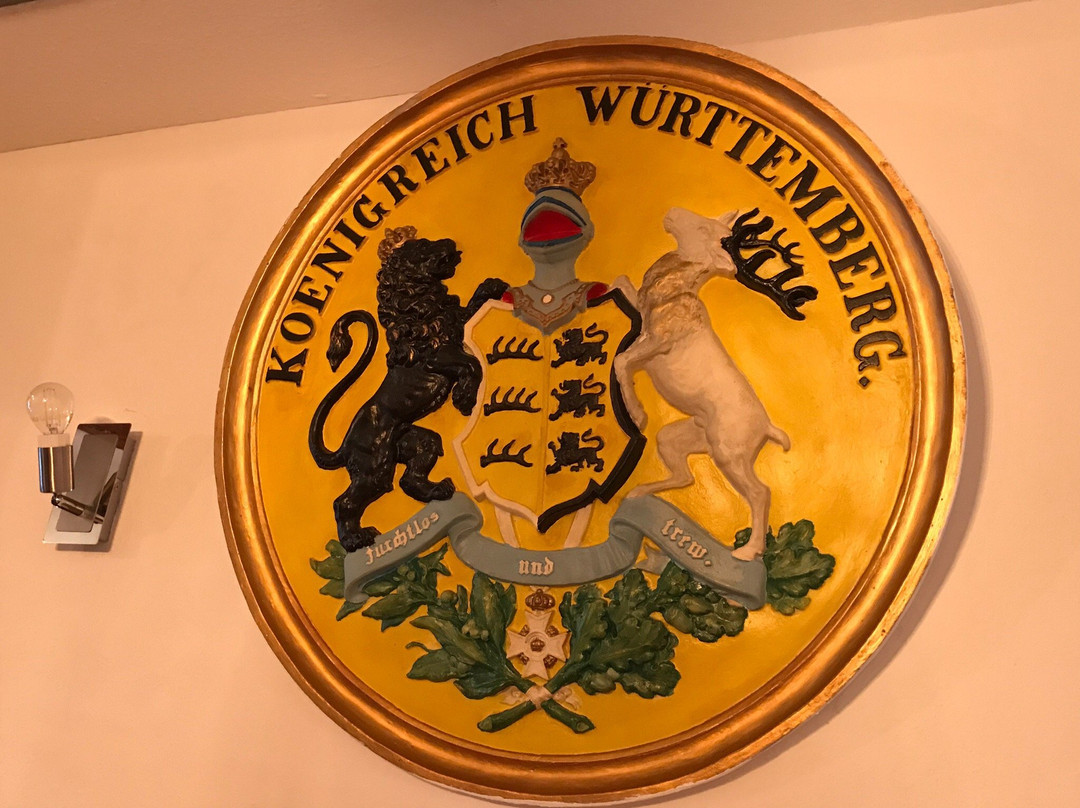 KOENIGREICH WÜRTTEMBERG.
furchtlos
und
trew.